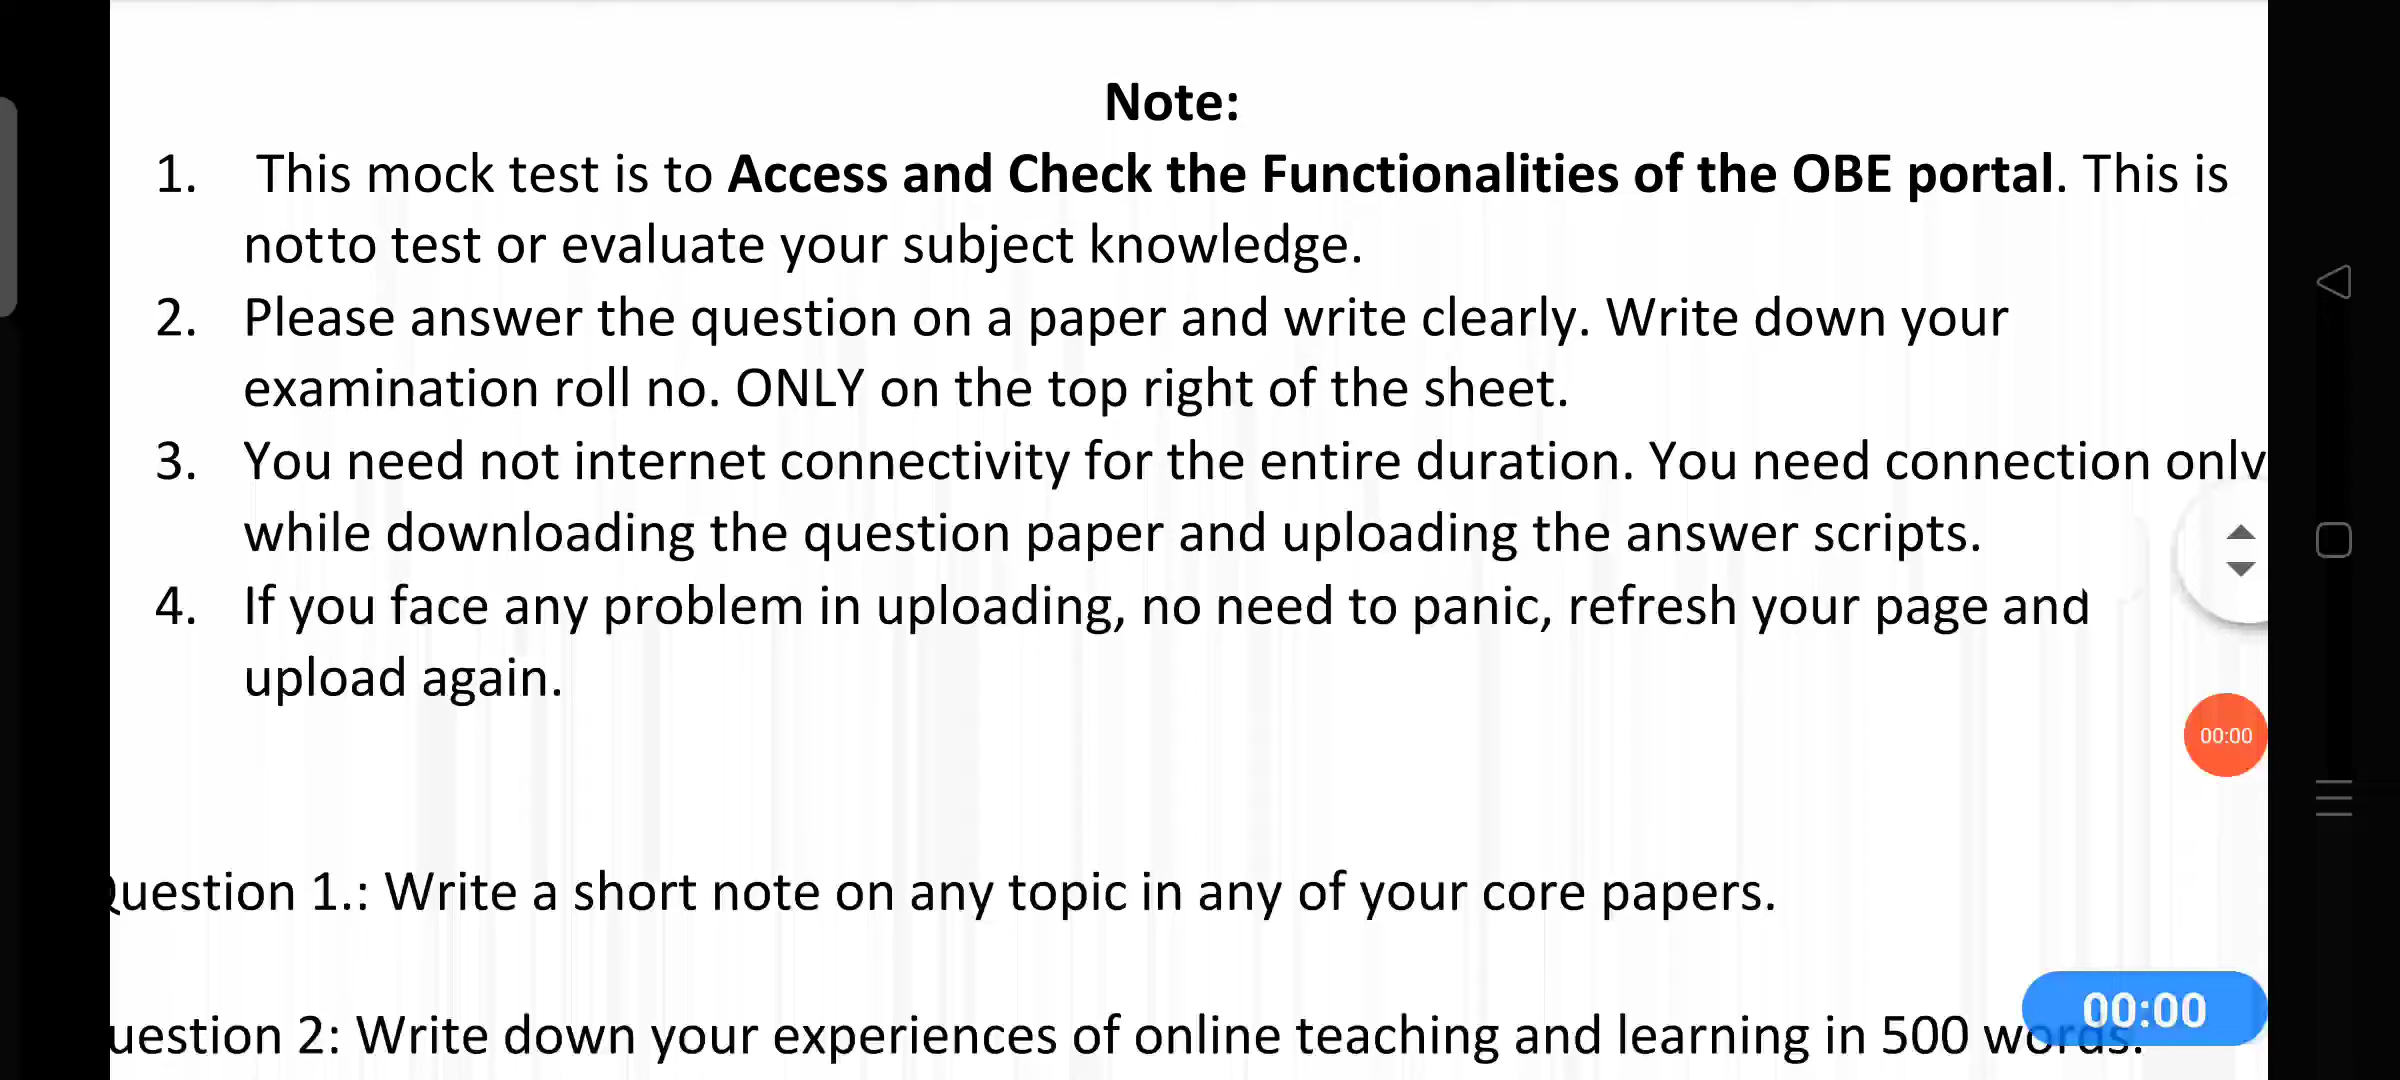 Note:
1. This mock test is to Access and Check the Functionalities of the OBE portal. This is
notto test or evaluate your subject knowledge.
2. Please answer the question on a paper and write clearly. Write down your
examination roll no. ONLY on the top right of the sheet.
3. You need not internet connectivity for the entire duration. You need connection only
while downloading the question paper and uploading the answer scripts.
4. If you face any problem in uploading, no need to panic, refresh your page and
upload again.
00:00
Question 1.: Write a short note on any topic in any of your core papers.
00:00
uestion 2: Write down your experiences of online teaching and learning in 500 words.